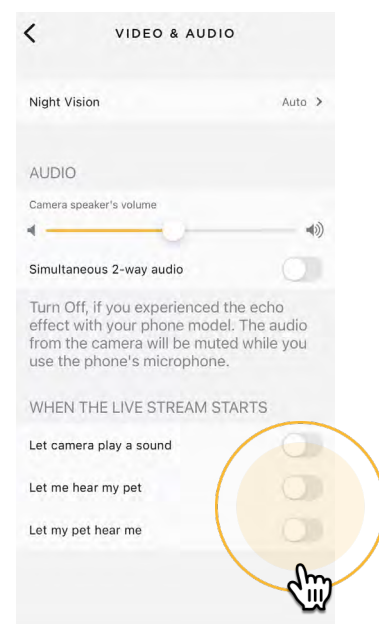 VIDEO & AUDIO
Night Vision Auto
AUDIO
Camera speaker's volume
Simultaneous 2-way audio
Turn Off, if you experienced the echo
effect with your phone model. The audio
from the camera will be muted while you
use the phone's microphone.
WHEN THE LIVE STREAM STARTS
Let camera play a sound
Let me hear my pet
Let my pet hear me